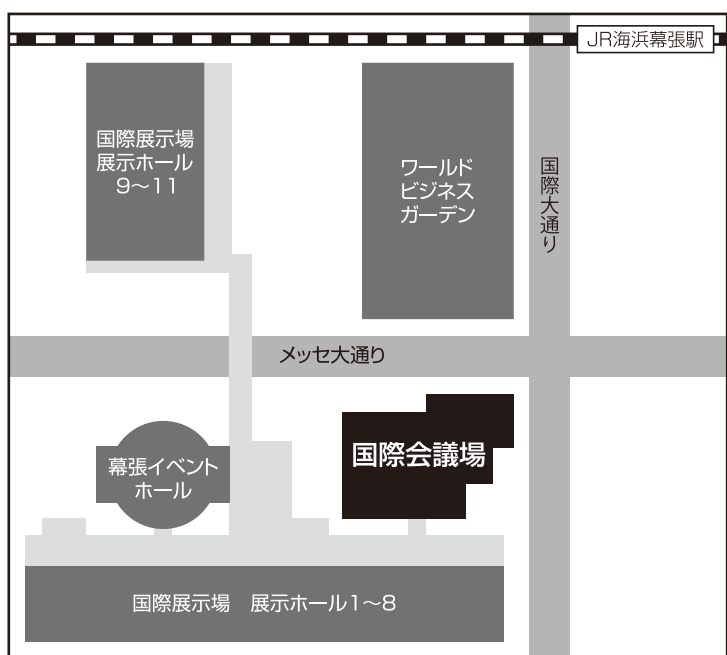 JR海浜幕張駅
国際展示場
展示ホール
9〜11
ワールド
ビジネス
ガーデン
国際大通り
メッセ大通り
国際会議場
幕張イベント
ホール
国際展示場　展示ホール1〜8